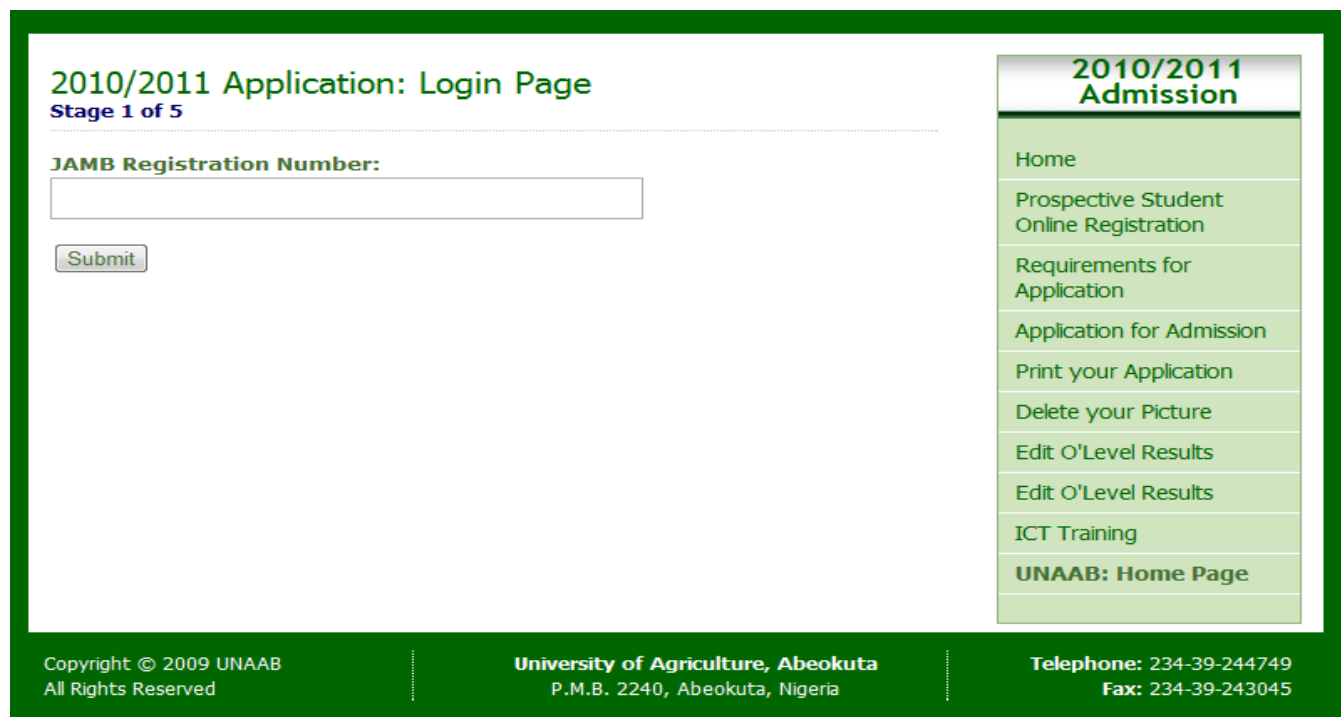 2010/2011 Application: Login Page
Stage 1 of 5
JAMB Registration Number:
Submit
2010/2011
Admission
Home
Prospective Student
Online Registration
Requirements for
Application
Application for Admission
Print your Application
Delete your Picture
Edit O'Level Results
Edit O'Level Results
ICT Training
UNAAB: Home Page
Copyright © 2009 UNAAB
All Rights Reserved
University of Agriculture, Abeokuta
P.M.B. 2240, Abeokuta, Nigeria
Telephone: 234-39-244749
Fax: 234-39-243045